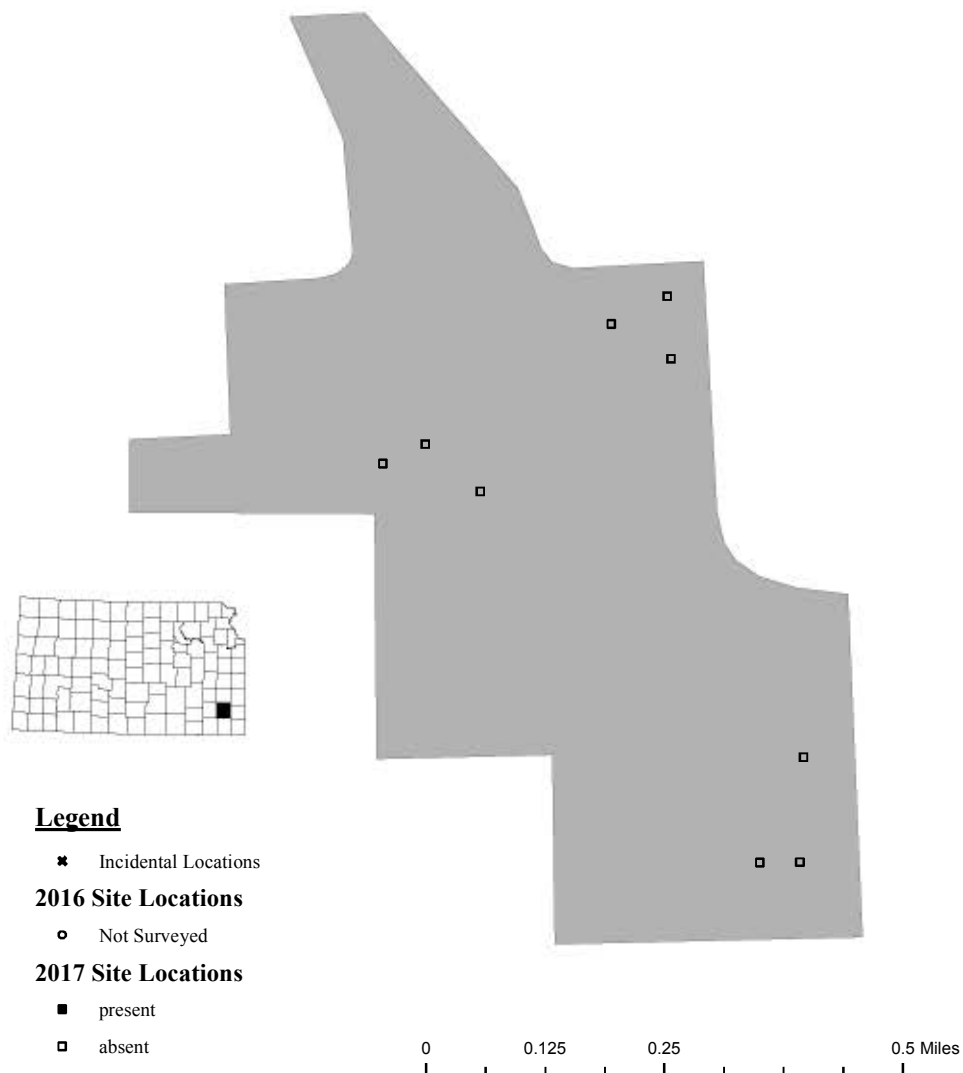 Legend
Incidental Locations
2016 Site Locations
Not Surveyed
2017 Site Locations
present
absent
0 0.125 0.25 0.5 Miles